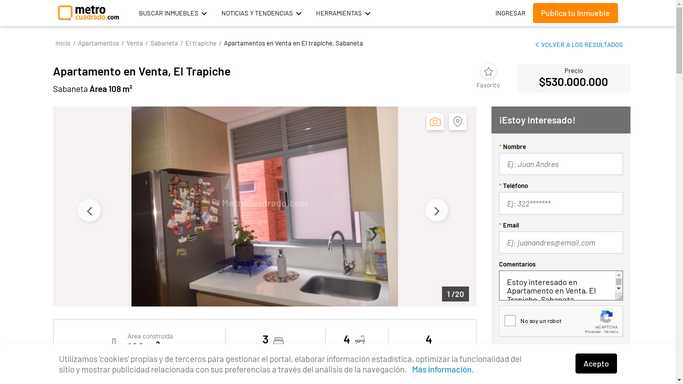 metro
cuadrado.com
BUSCAR INMUEBLES
NOTICIAS Y TENDENCIAS
HERRAMIENTAS
INGRESAR
Publica tu Inmueble
Inicio / Apartamentos / Venta / Sabaneta / El trapiche / Apartamentos en Venta en El trapiche, Sabaneta
< VOLVER A LOS RESULTADOS
Apartamento en Venta, El Trapiche
Sabaneta Área 108 m²
Favorito
Precio
$530.000.000
Metrocuadrado.com
1 / 20
¡Estoy Interesado!
* Nombre
Ej: Juan Andres
* Teléfono
Ej: 322*******
* Email
Ej: juanandres@email.com
Comentarios
Estoy interesado en
Apartamento en Venta, El
Trapiche, Sabaneta
No soy un robot
reCAPTCHA
Privacidad - Términos
Área construida
3
4
4
Utilizamos 'cookies' propias y de terceros para gestionar el portal, elaborar información estadística, optimizar la funcionalidad del
sitio y mostrar publicidad relacionada con sus preferencias a través del análisis de la navegación. Más información.
Acepto